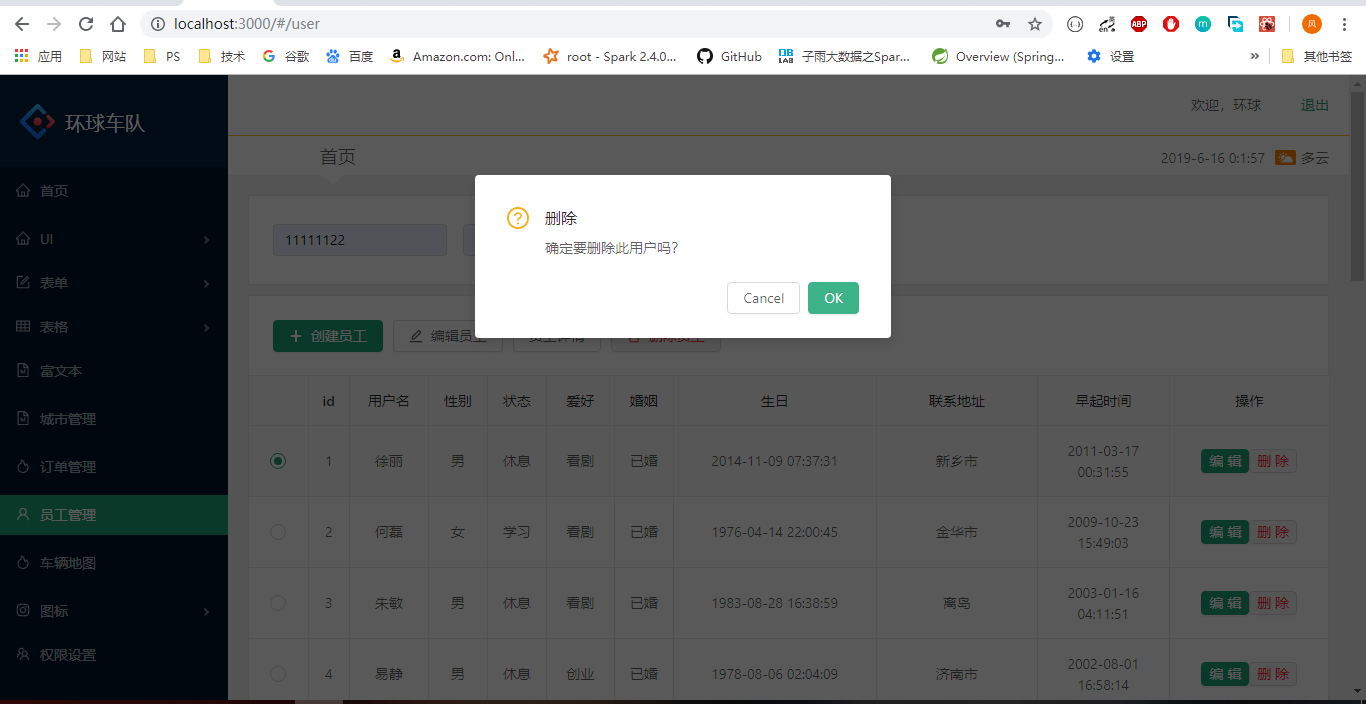 localhost:3000/#/user
en
ABP
m
凤
应用 网站 PS 技术 谷歌 百度 Amazon.com: Onl... root - Spark 2.4.0... GitHub 子雨大数据之Spar... Overview (Spring... 设置 » 其他书签
环球车队
欢迎，环球 退出
首页 2019-6-16 0:1:57 多云
首页
UI
表单
表格
富文本
城市管理
订单管理
员工管理
车辆地图
图标
权限设置
11111122
删除
确定要删除此用户吗?
Cancel OK
创建员工 编辑员工 员工详情 删除员工
id 用户名 性别 状态 爱好 婚姻 生日 联系地址 早起时间 操作
1 徐丽 男 休息 看剧 已婚 2014-11-09 07:37:31 新乡市 2011-03-17 00:31:55 编辑 删除
2 何磊 女 学习 看剧 已婚 1976-04-14 22:00:45 金华市 2009-10-23 15:49:03 编辑 删除
3 朱敏 男 休息 看剧 已婚 1983-08-28 16:38:59 离岛 2003-01-16 04:11:51 编辑 删除
4 易静 男 休息 创业 已婚 1978-08-06 02:04:09 济南市 2002-08-01 16:58:14 编辑 删除